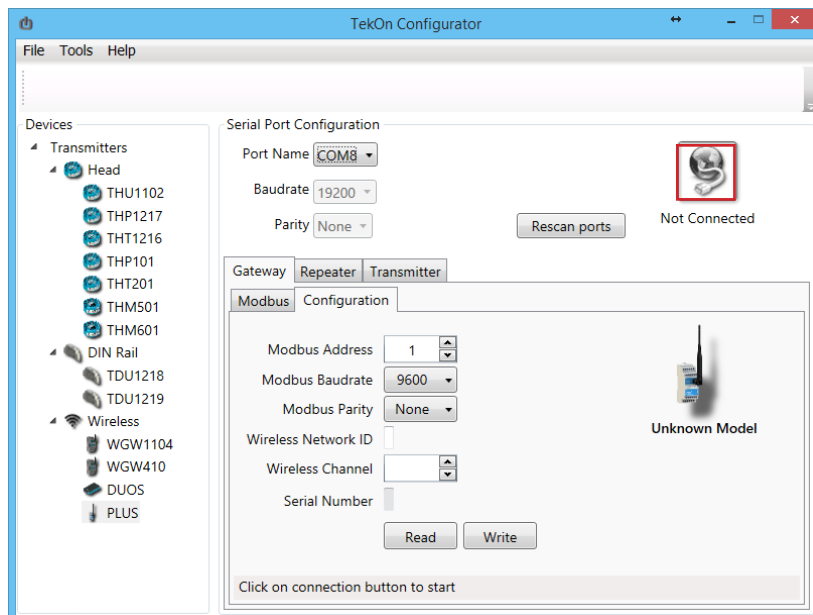 TekOn Configurator
File Tools Help
Devices
Transmitters
Head
THU1102
THP1217
THT1216
THP101
THT201
THM501
THM601
DIN Rail
TDU1218
TDU1219
Wireless
WGW1104
WGW410
DUOS
PLUS
Serial Port Configuration
Port Name COM8
Baudrate 19200
Parity None
Rescan ports
Not Connected
Gateway Repeater Transmitter
Modbus Configuration
Modbus Address 1
Modbus Baudrate 9600
Modbus Parity None
Wireless Network ID
Wireless Channel
Serial Number
Read Write
Unknown Model
Click on connection button to start